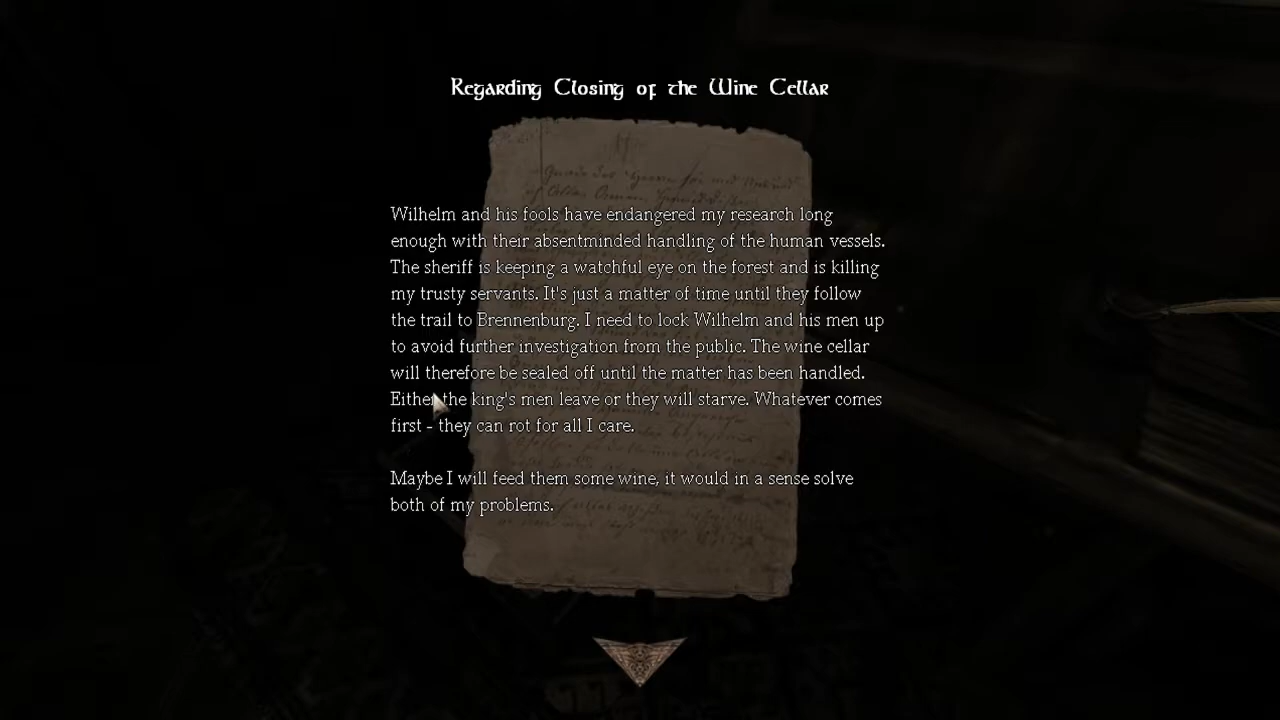 Regarding Closing of the Wine Cellar
Wilhelm and his fools have endangered my research long
enough with their absentminded handling of the human vessels.
The sheriff is keeping a watchful eye on the forest and is killing
my trusty servants. It's just a matter of time until they follow
the trail to Brennenburg. I need to lock Wilhelm and his men up
to avoid further investigation from the public. The wine cellar
will therefore be sealed off until the matter has been handled.
Either the king's men leave or they will starve. Whatever comes
first - they can rot for all I care.
Maybe I will feed them some wine, it would in a sense solve
both of my problems.